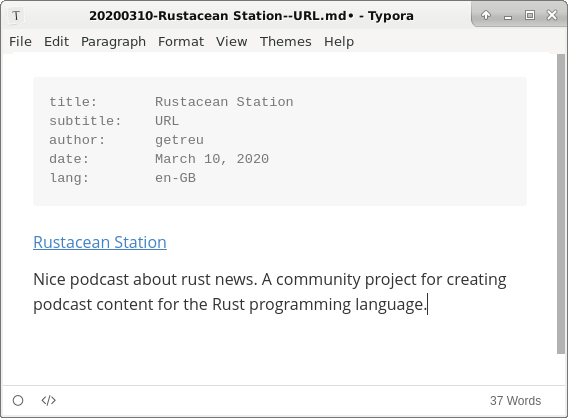 T 20200310-Rustacean Station--URL.md• - Typora
File Edit Paragraph Format View Themes Help
title: Rustacean Station
subtitle: URL
author: getreu
date: March 10, 2020
lang: en-GB
Rustacean Station
Nice podcast about rust news. A community project for creating
podcast content for the Rust programming language.
</> 37 Words